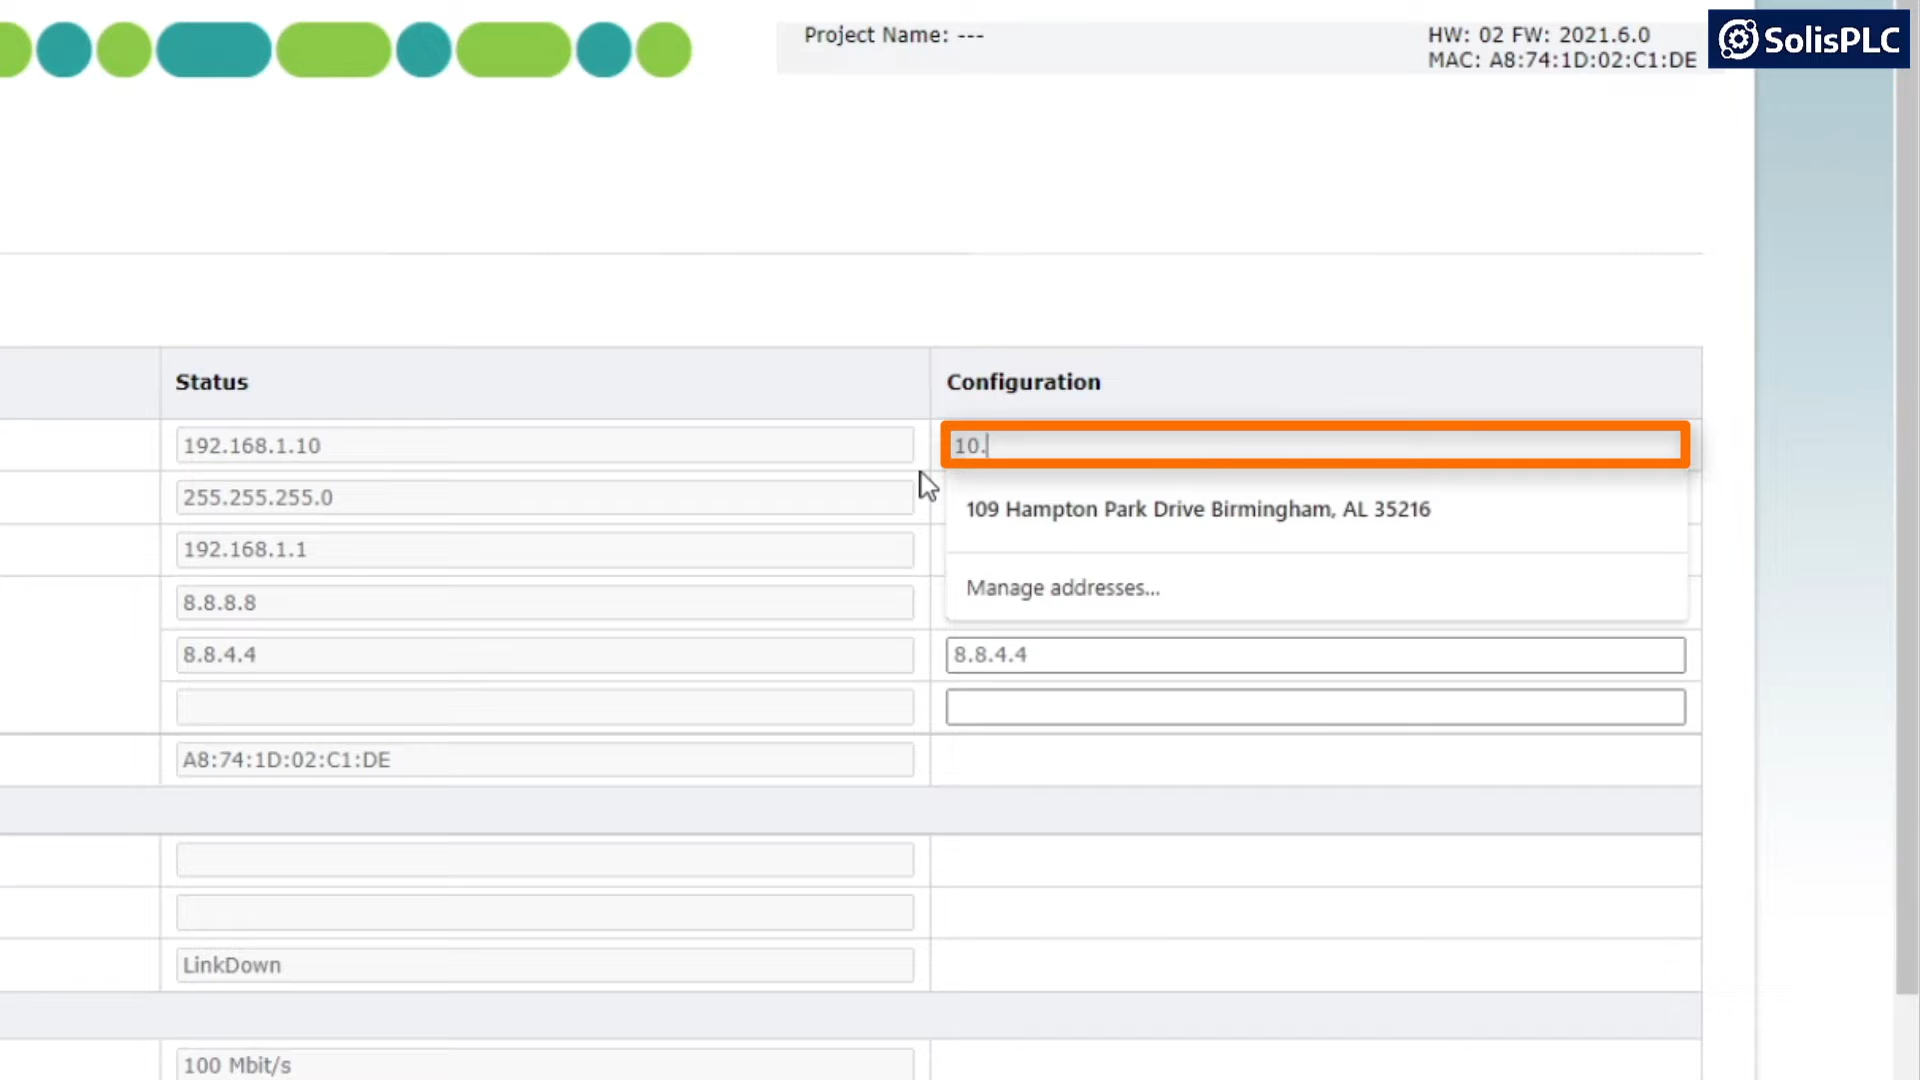 Project Name: ---
HW: 02 FW: 2021.6.0
MAC: A8:74:1D:02:C1:DE
SolisPLC
Status
Configuration
192.168.1.10
10.
255.255.255.0
109 Hampton Park Drive Birmingham, AL 35216
192.168.1.1
Manage addresses...
8.8.8.8
8.8.4.4
8.8.4.4
A8:74:1D:02:C1:DE
LinkDown
100 Mbit/s